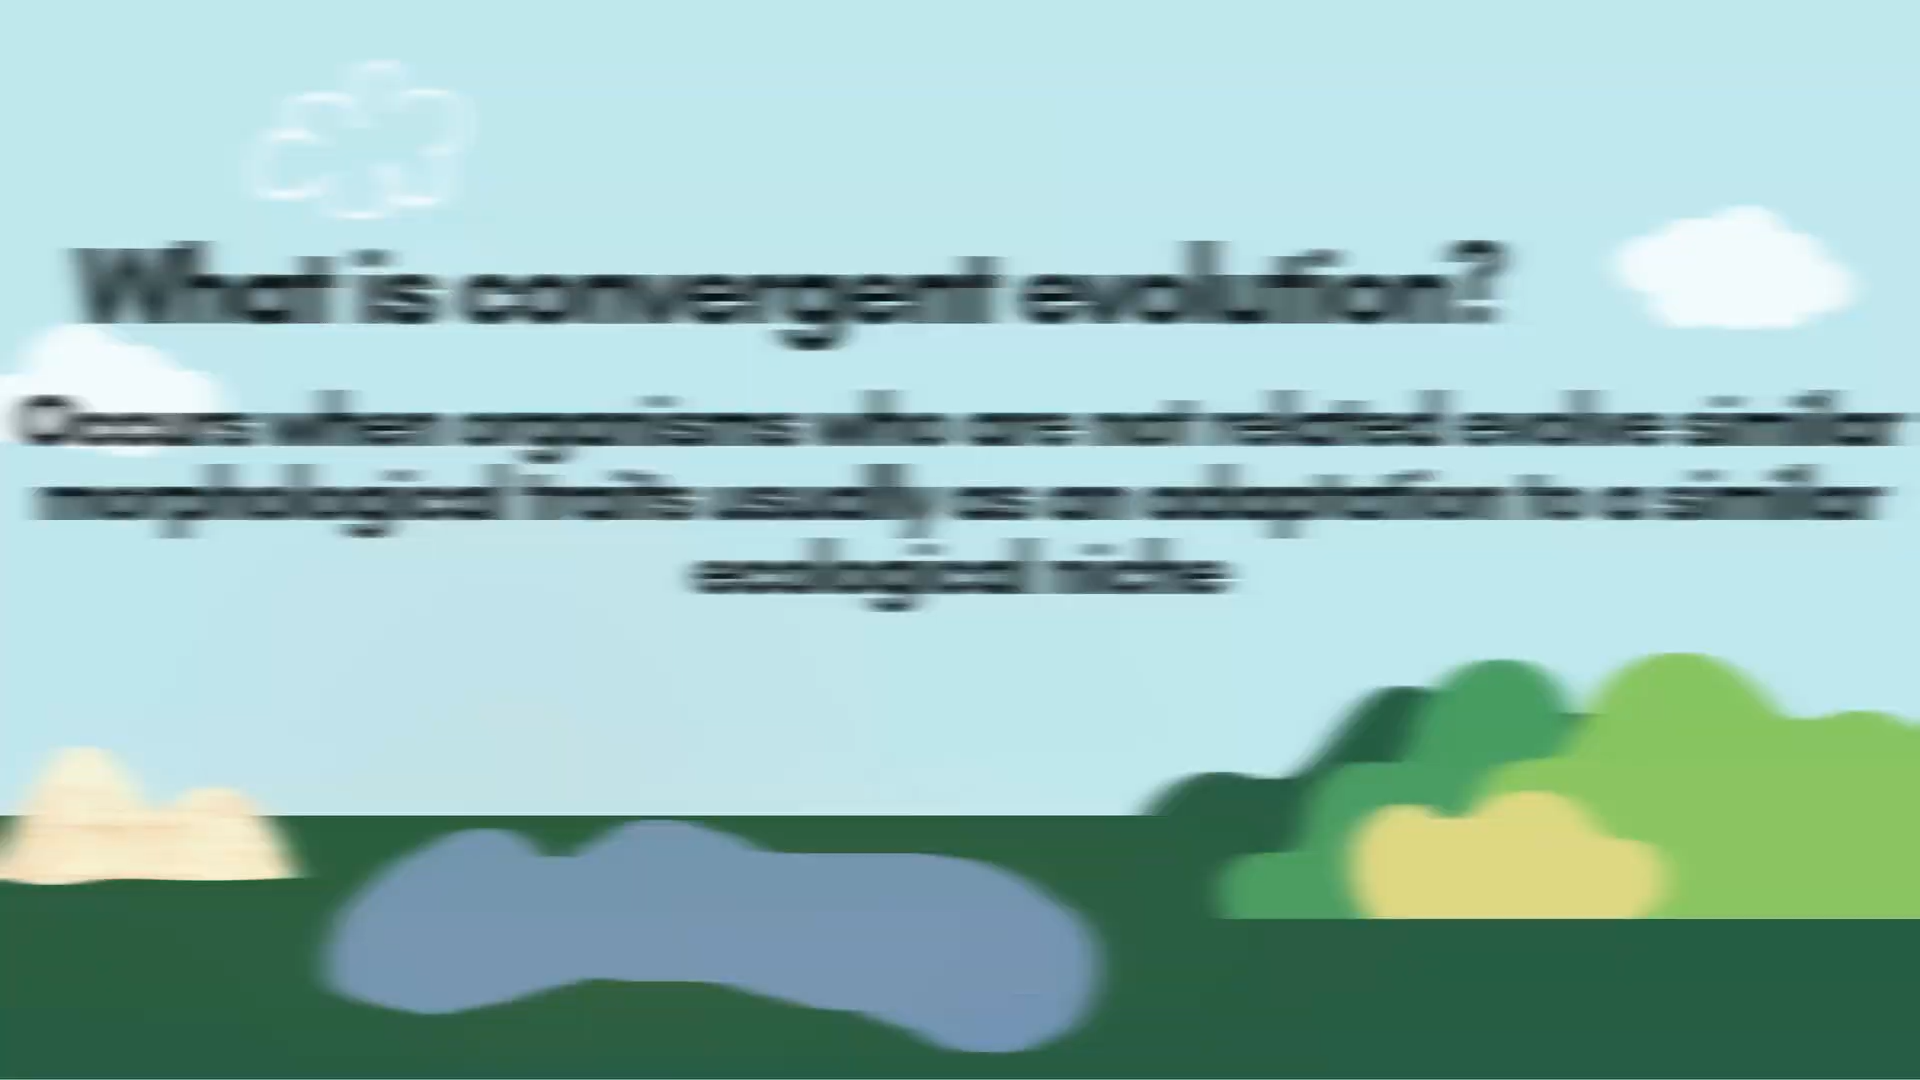 What is convergent evolution?
Occurs when organisms who are not related evolve similar
morphological traits usually as an adaptation to a similar
ecological niche